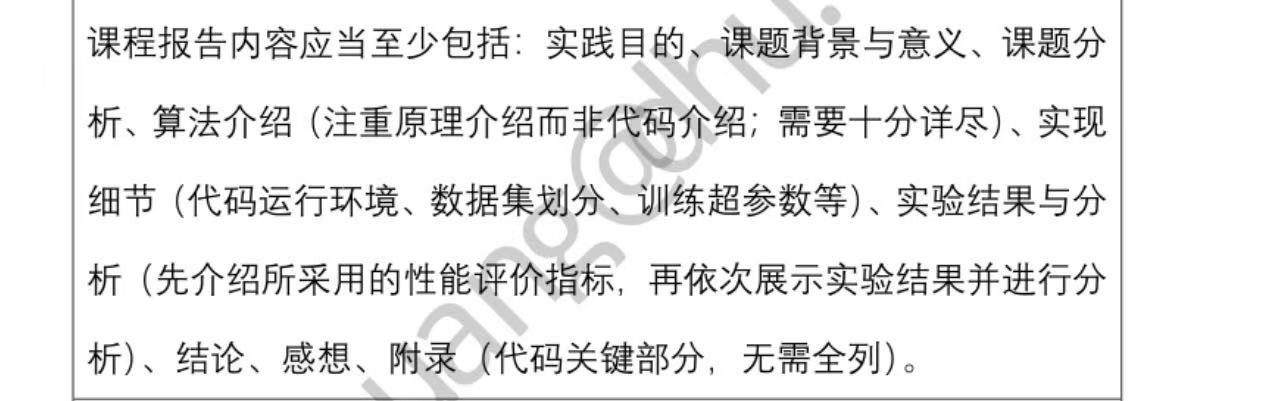 课程报告内容应当至少包括：实践目的、课题背景与意义、课题分
析、算法介绍（注重原理介绍而非代码介绍；需要十分详尽）、实现
细节（代码运行环境、数据集划分、训练超参数等）、实验结果与分
析（先介绍所采用的性能评价指标，再依次展示实验结果并进行分
析）、结论、感想、附录（代码关键部分，无需全列）。
uang@dhu.